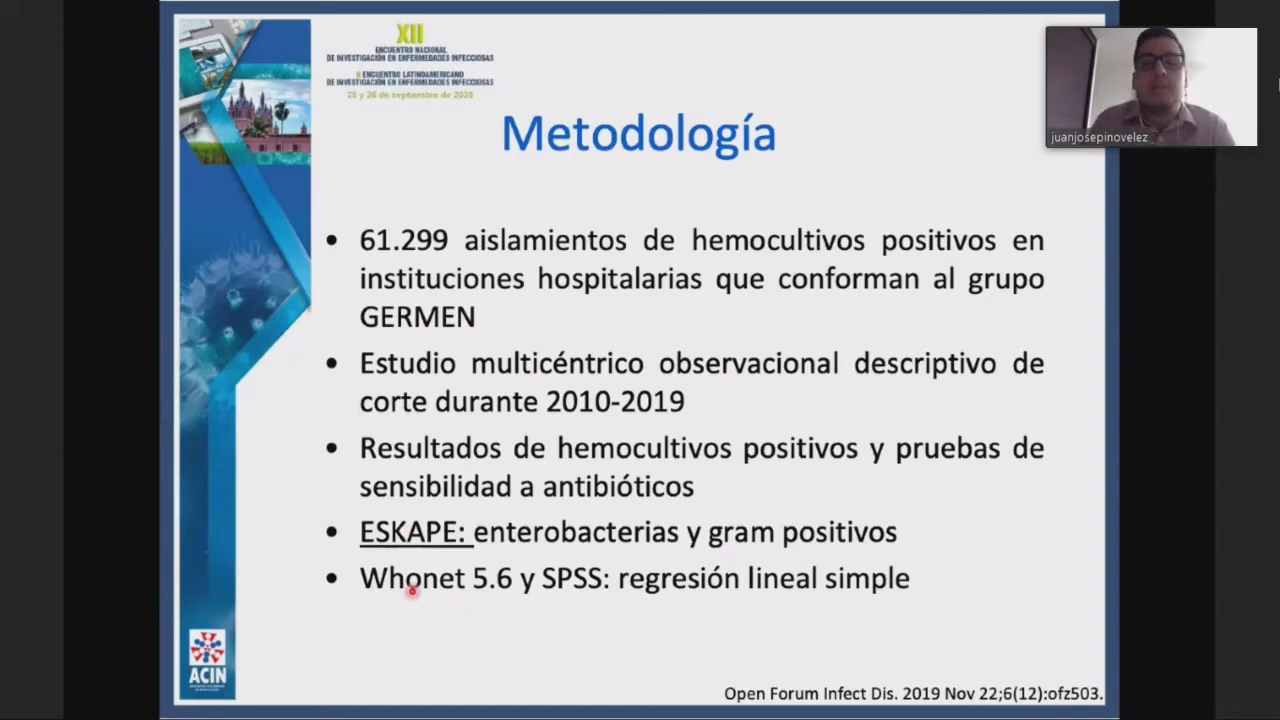 XII
ENCUENTRO NACIONAL
DE INVESTIGACIÓN EN ENFERMEDADES INFECCIOSAS
II ENCUENTRO LATINOAMERICANO
DE INVESTIGACIÓN EN ENFERMEDADES INFECCIOSAS
25 y 26 de septiembre de 2020
juanjosepinovelez
Metodología
• 61.299 aislamientos de hemocultivos positivos en
instituciones hospitalarias que conforman al grupo
GERMEN
• Estudio multicéntrico observacional descriptivo de
corte durante 2010-2019
• Resultados de hemocultivos positivos y pruebas de
sensibilidad a antibióticos
• ESKAPE: enterobacterias y gram positivos
• Whonet 5.6 y SPSS: regresión lineal simple
ACIN
Open Forum Infect Dis. 2019 Nov 22;6(12):ofz503.